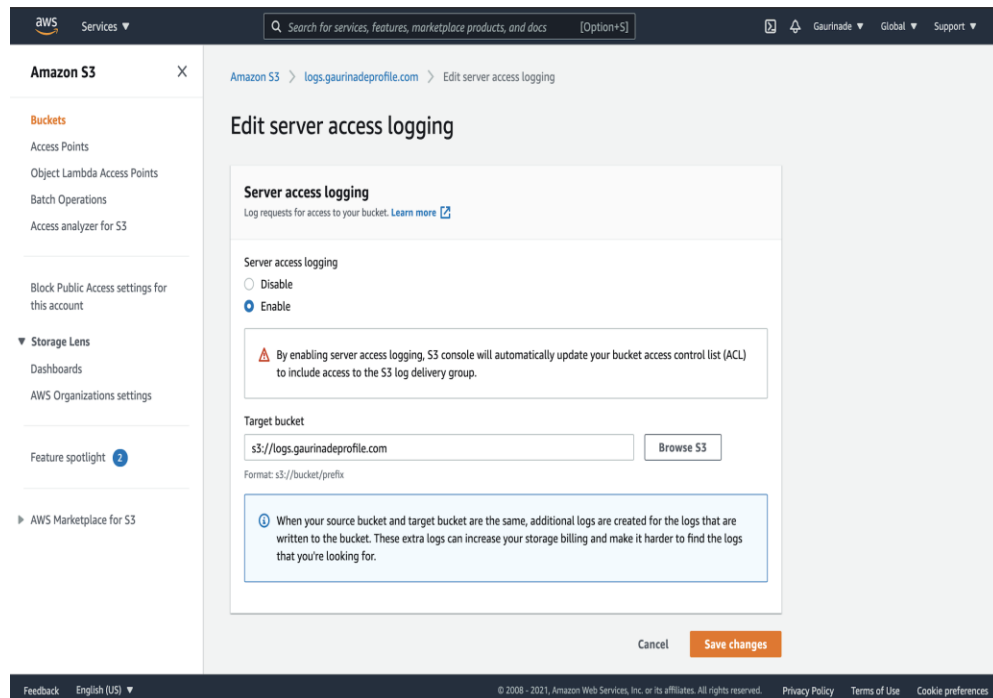 aws
Services ▼
Search for services, features, marketplace products, and docs [Option+S]
Gaurinade ▼
Global ▼
Support ▼
Amazon S3
Buckets
Access Points
Object Lambda Access Points
Batch Operations
Access analyzer for S3
Block Public Access settings for
this account
▼ Storage Lens
Dashboards
AWS Organizations settings
Feature spotlight 2
▶ AWS Marketplace for S3
Amazon S3 > logs.gaurinadeprofile.com > Edit server access logging
Edit server access logging
Server access logging
Log requests for access to your bucket. Learn more
Server access logging
Disable
Enable
By enabling server access logging, S3 console will automatically update your bucket access control list (ACL)
to include access to the S3 log delivery group.
Target bucket
s3://logs.gaurinadeprofile.com
Browse S3
Format: s3://bucket/prefix
When your source bucket and target bucket are the same, additional logs are created for the logs that are
written to the bucket. These extra logs can increase your storage billing and make it harder to find the logs
that you're looking for.
Cancel
Save changes
Feedback
English (US) ▼
© 2008 - 2021, Amazon Web Services, Inc. or its affiliates. All rights reserved.
Privacy Policy
Terms of Use
Cookie preferences